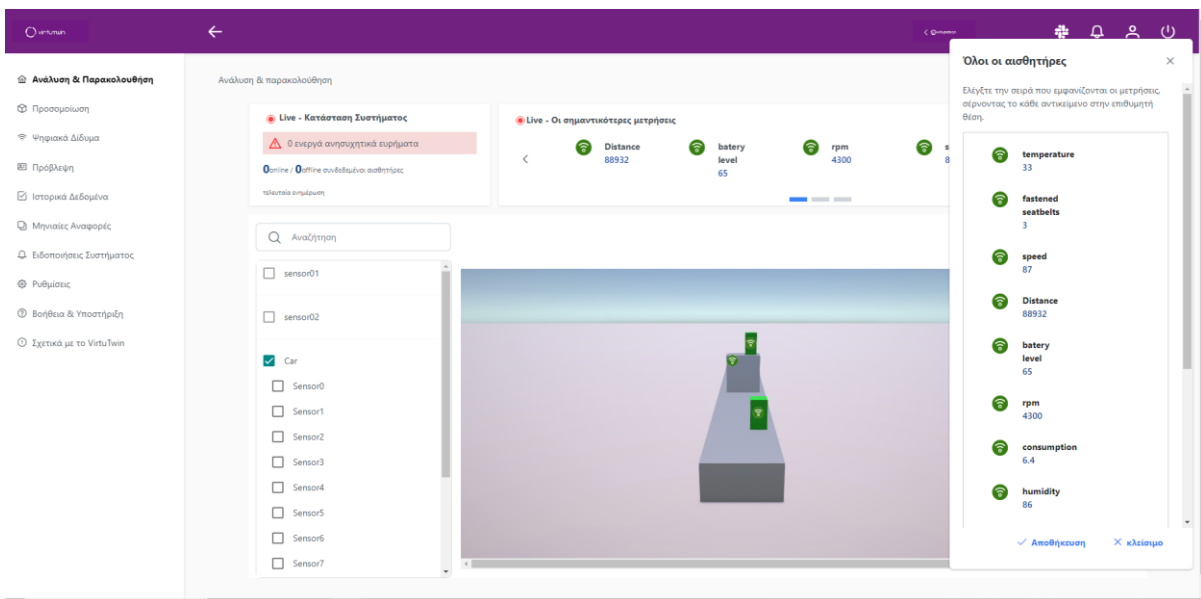 virtutwin
Ανάλυση & Παρακολουθήση
Προσομοίωση
Ψηφιακά Δίδυμα
Πρόβλεψη
Ιστορικά Δεδομένα
Μηνιαίες Αναφορές
Ειδοποιήσεις Συστήματος
Ρυθμίσεις
Βοήθεια & Υποστήριξη
Σχετικά με το VirtuTwin
Ανάλυση & παρακολούθηση
Live - Κατάσταση Συστήματος
0 ενεργά ανησυχητικά ευρήματα
0online / 0offline συνδεδεμένοι αισθητήρες
τελευταία ενημέρωση
Live - Οι σημαντικότερες μετρήσεις
Distance
88932
batery
level
65
rpm
4300
s
8
Αναζήτηση
sensor01
sensor02
Car
Sensor0
Sensor1
Sensor2
Sensor3
Sensor4
Sensor5
Sensor6
Sensor7
Όλοι οι αισθητήρες
Ελέγξτε την σειρά που εμφανίζονται οι μετρήσεις,
σέρνοντας το κάθε αντικείμενο στην επιθυμητή
θέση.
temperature
33
fastened
seatbelts
3
speed
87
Distance
88932
batery
level
65
rpm
4300
consumption
6.4
humidity
86
Αποθήκευση
κλείσιμο